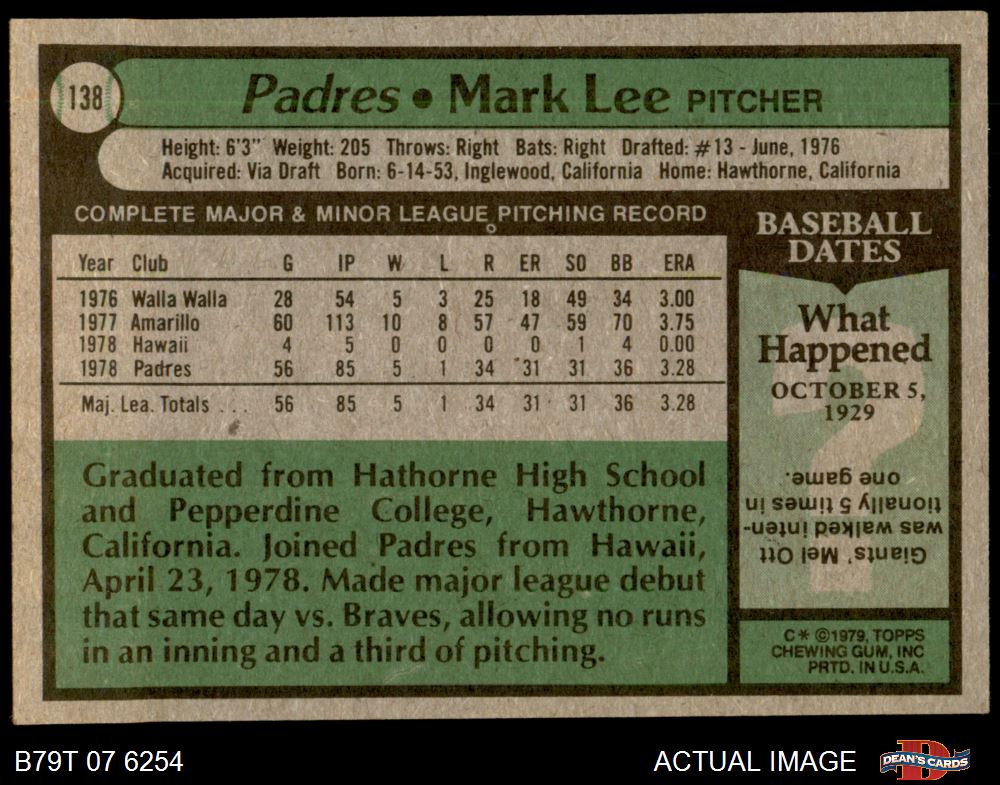 138
Padres • Mark Lee PITCHER
Height: 6'3" Weight: 205 Throws: Right Bats: Right Drafted: #13 - June, 1976
Acquired: Via Draft Born: 6-14-53, Inglewood, California Home: Hawthorne, California
COMPLETE MAJOR & MINOR LEAGUE PITCHING RECORD
Year Club G IP W L R ER SO BB ERA
1976 Walla Walla 28 54 5 3 25 18 49 34 3.00
1977 Amarillo 60 113 10 8 57 47 59 70 3.75
1978 Hawaii 4 5 0 0 0 0 1 4 0.00
1978 Padres 56 85 5 1 34 31 31 36 3.28
Maj. Lea. Totals ... 56 85 5 1 34 31 31 36 3.28
Graduated from Hathorne High School
and Pepperdine College, Hawthorne,
California. Joined Padres from Hawaii,
April 23, 1978. Made major league debut
that same day vs. Braves, allowing no runs
in an inning and a third of pitching.
BASEBALL
DATES
What
Happened
OCTOBER 5,
1929
Giants' Mel Ott
was walked inten-
tionally 5 times in
one game.
C* ©1979, TOPPS
CHEWING GUM, INC
PRTD. IN U.S.A.
B79T 07 6254
ACTUAL IMAGE
DEAN'S CARDS